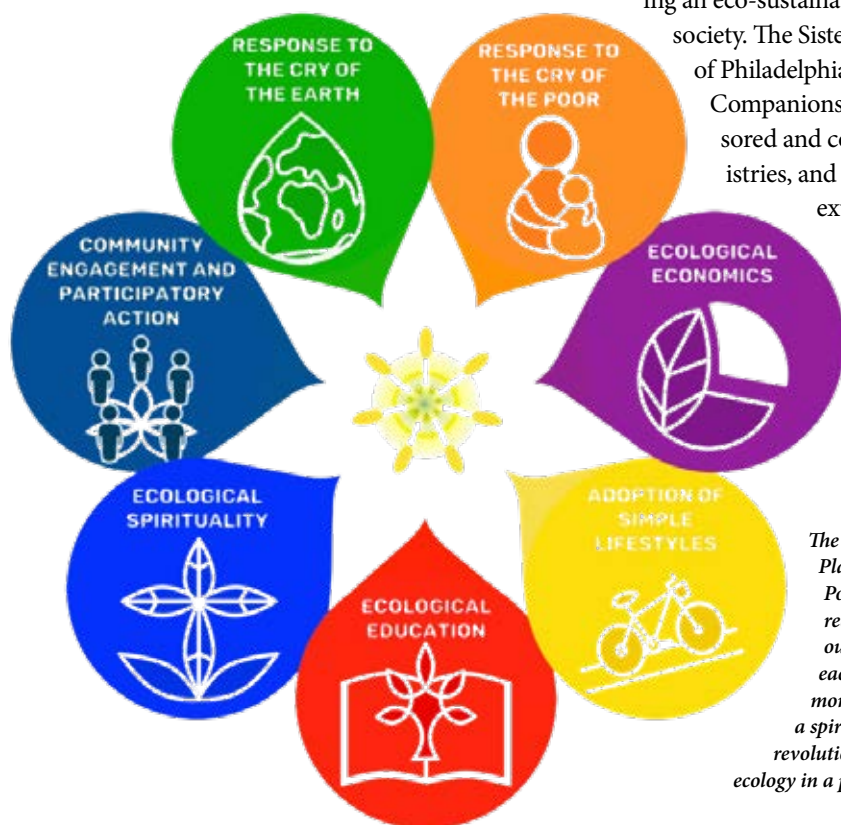 ing an eco-sustaina
society. The Siste
of Philadelphia
Companions
sored and co
istries, and
ex
RESPONSE TO
THE CRY OF
THE EARTH
RESPONSE TO
THE CRY OF
THE POOR
ECOLOGICAL
ECONOMICS
ADOPTION OF
SIMPLE
LIFESTYLES
ECOLOGICAL
EDUCATION
ECOLOGICAL
SPIRITUALITY
COMMUNITY
ENGAGEMENT AND
PARTICIPATORY
ACTION
The
Pla
Po
re
ou
ea
mor
a spir
revolutio
ecology in a p